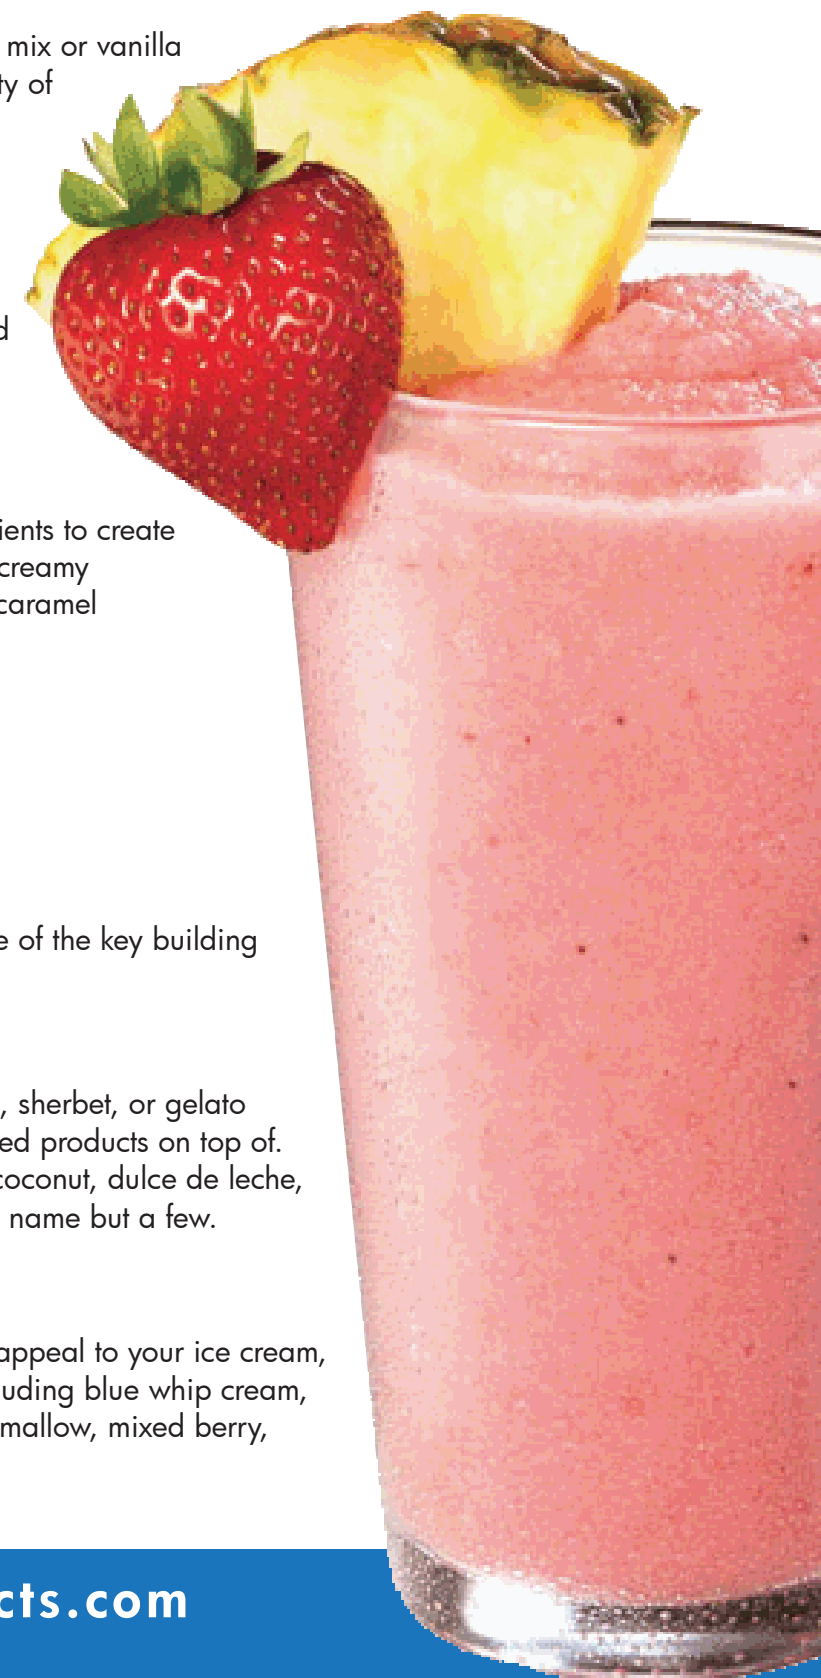 mix or vanilla
ty of
d
ients to create
creamy
caramel
e of the key building
, sherbet, or gelato
ed products on top of.
coconut, dulce de leche,
name but a few.
appeal to your ice cream,
uding blue whip cream,
mallow, mixed berry,
cts.com